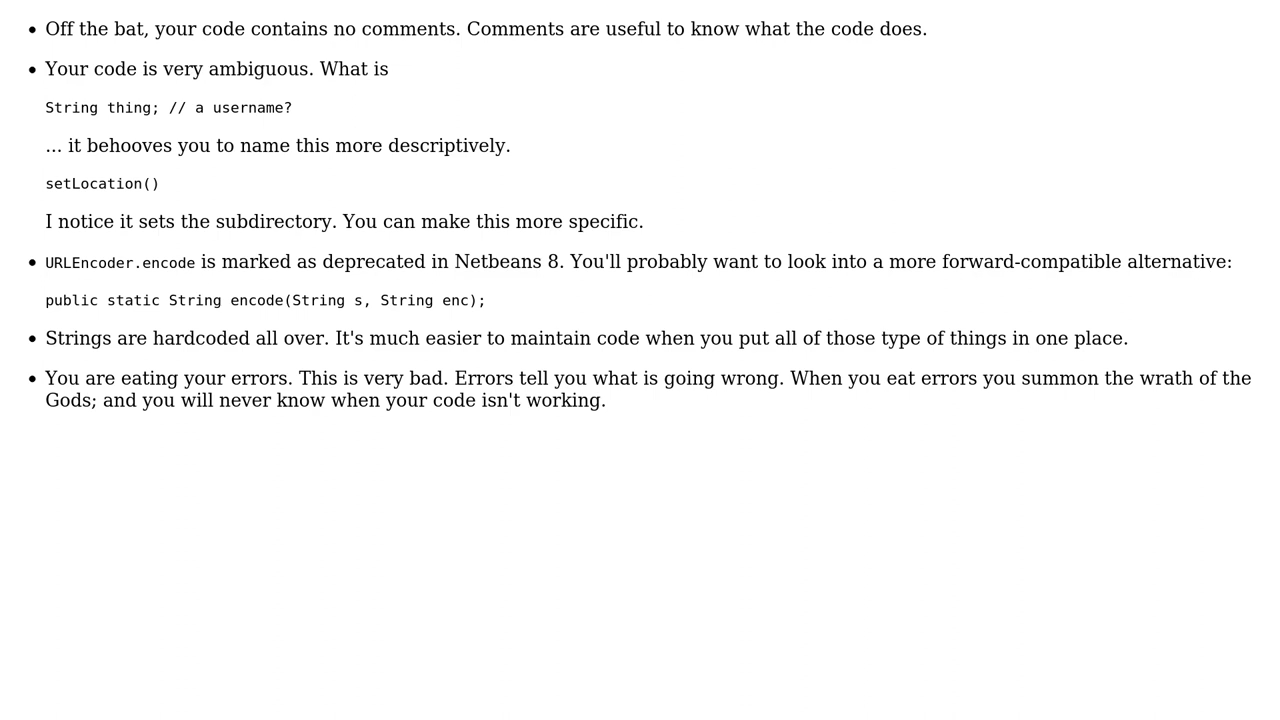 • Off the bat, your code contains no comments. Comments are useful to know what the code does.
• Your code is very ambiguous. What is
String thing; // a username?
... it behooves you to name this more descriptively.
setLocation()
I notice it sets the subdirectory. You can make this more specific.
• URLEncoder.encode is marked as deprecated in Netbeans 8. You'll probably want to look into a more forward-compatible alternative:
public static String encode(String s, String enc);
• Strings are hardcoded all over. It's much easier to maintain code when you put all of those type of things in one place.
• You are eating your errors. This is very bad. Errors tell you what is going wrong. When you eat errors you summon the wrath of the
Gods; and you will never know when your code isn't working.